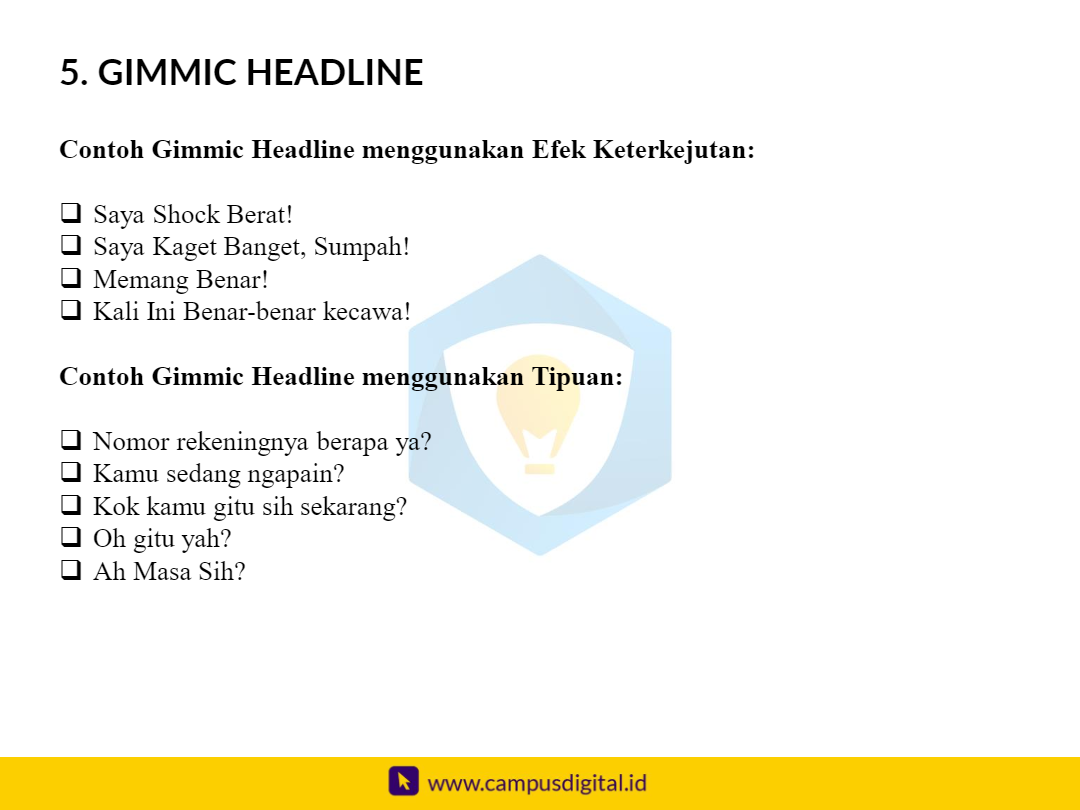 5. GIMMIC HEADLINE
Contoh Gimmic Headline menggunakan Efek Keterkejutan:
❑ Saya Shock Berat!
❑ Saya Kaget Banget, Sumpah!
❑ Memang Benar!
❑ Kali Ini Benar-benar kecawa!
Contoh Gimmic Headline menggunakan Tipuan:
❑ Nomor rekeningnya berapa ya?
❑ Kamu sedang ngapain?
❑ Kok kamu gitu sih sekarang?
❑ Oh gitu yah?
❑ Ah Masa Sih?
www.campusdigital.id